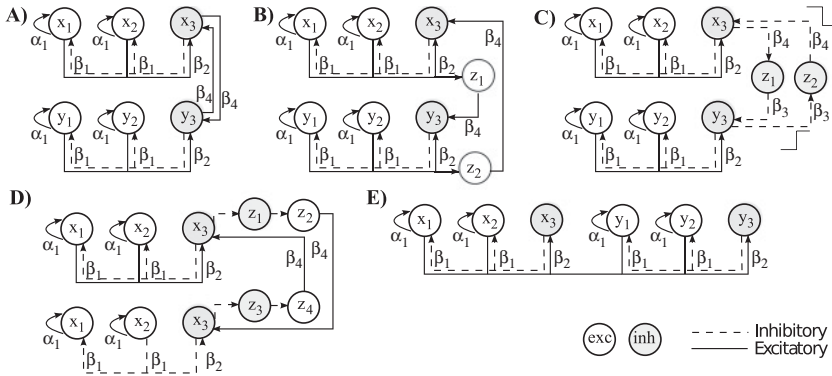 A) x₁ x₂ x₃
α₁ α₁ β₁ β₁ β₂
β₄ β₄
y₁ y₂ y₃
α₁ α₁ β₁ β₁ β₂
B) x₁ x₂ x₃
α₁ α₁ β₁ β₁ β₂ z₁ β₄
β₄
y₁ y₂ y₃
α₁ α₁ β₁ β₁ β₂ z₂
C) x₁ x₂ x₃
α₁ α₁ β₁ β₁ β₂ β₄ β₄
z₁ z₂
β₃ β₃
y₁ y₂ y₃
α₁ α₁ β₁ β₁ β₂
D) x₁ x₂ x₃ z₁ z₂
α₁ α₁ β₁ β₁ β₂
β₄ β₄
x₁ x₂ x₃ z₃ z₄
α₁ α₁ β₁ β₁ β₂
E) x₁ x₂ x₃ y₁ y₂ y₃
α₁ α₁ β₁ β₁ β₂ α₁ α₁ β₁ β₁ β₂
exc inh
Inhibitory
Excitatory